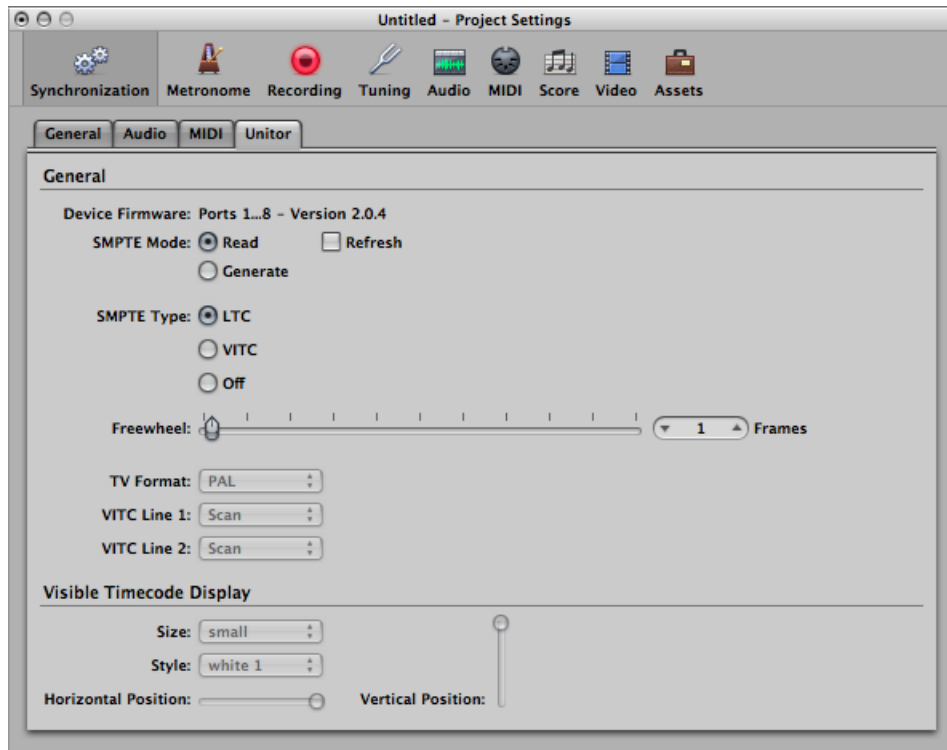 Untitled – Project Settings
Synchronization Metronome Recording Tuning Audio MIDI Score Video Assets
General Audio MIDI Unitor
General
Device Firmware: Ports 1...8 – Version 2.0.4
SMPTE Mode: Read Refresh
Generate
SMPTE Type: LTC
VITC
Off
Freewheel: 1 Frames
TV Format: PAL
VITC Line 1: Scan
VITC Line 2: Scan
Visible Timecode Display
Size: small
Style: white 1
Horizontal Position: Vertical Position: